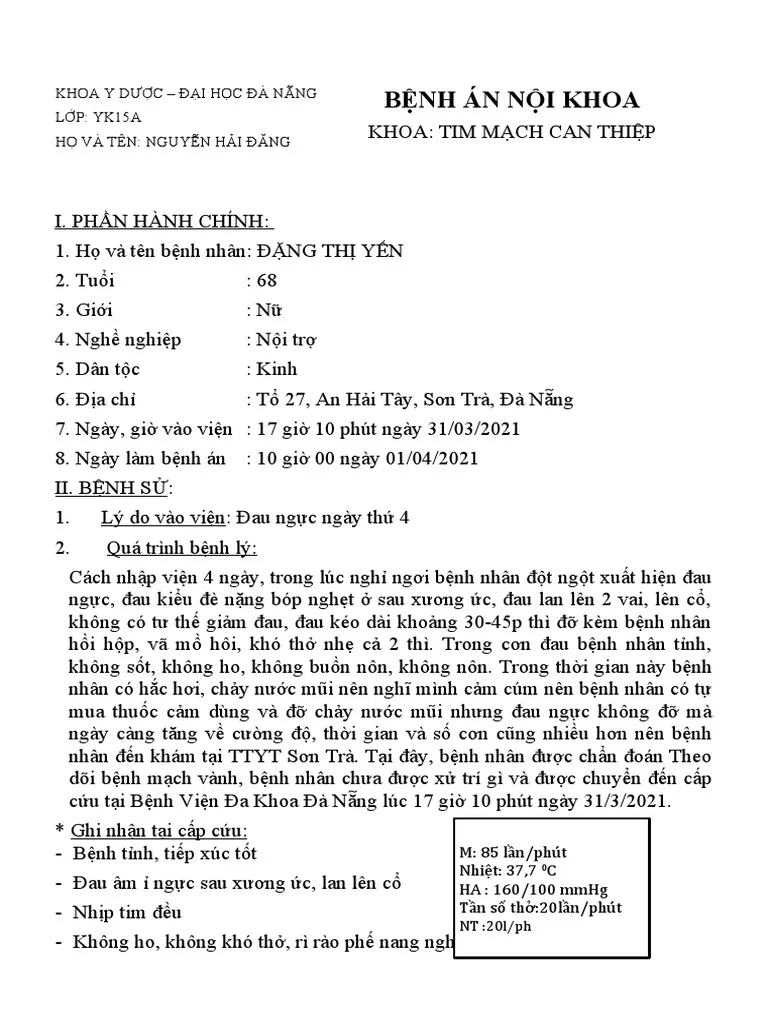 KHOA Y DƯỢC – ĐẠI HỌC ĐÀ NẴNG
LỚP: YK15A
HỌ VÀ TÊN: NGUYỄN HẢI ĐĂNG
BỆNH ÁN NỘI KHOA
KHOA: TIM MẠCH CAN THIỆP
I. PHẦN HÀNH CHÍNH:
1. Họ và tên bệnh nhân: ĐẶNG THỊ YẾN
2. Tuổi : 68
3. Giới : Nữ
4. Nghề nghiệp : Nội trợ
5. Dân tộc : Kinh
6. Địa chỉ : Tổ 27, An Hải Tây, Sơn Trà, Đà Nẵng
7. Ngày, giờ vào viện : 17 giờ 10 phút ngày 31/03/2021
8. Ngày làm bệnh án : 10 giờ 00 ngày 01/04/2021
II. BỆNH SỬ:
1. Lý do vào viện: Đau ngực ngày thứ 4
2. Quá trình bệnh lý:
Cách nhập viện 4 ngày, trong lúc nghỉ ngơi bệnh nhân đột ngột xuất hiện đau
ngực, đau kiểu đè nặng bóp nghẹt ở sau xương ức, đau lan lên 2 vai, lên cổ,
không có tư thế giảm đau, đau kéo dài khoảng 30-45p thì đỡ kèm bệnh nhân
hồi hộp, vã mồ hôi, khó thở nhẹ cả 2 thì. Trong cơn đau bệnh nhân tỉnh,
không sốt, không ho, không buồn nôn, không nôn. Trong thời gian này bệnh
nhân có hắc hơi, chảy nước mũi nên nghĩ mình cảm cúm nên bệnh nhân có tự
mua thuốc cảm dùng và đỡ chảy nước mũi nhưng đau ngực không đỡ mà
ngày càng tăng về cường độ, thời gian và số cơn cũng nhiều hơn nên bệnh
nhân đến khám tại TTYT Sơn Trà. Tại đây, bệnh nhân được chẩn đoán Theo
dõi bệnh mạch vành, bệnh nhân chưa được xử trí gì và được chuyển đến cấp
cứu tại Bệnh Viện Đa Khoa Đà Nẵng lúc 17 giờ 10 phút ngày 31/3/2021.
* Ghi nhận tại cấp cứu:
- Bệnh tỉnh, tiếp xúc tốt
- Đau âm ỉ ngực sau xương ức, lan lên cổ
- Nhịp tim đều
- Không ho, không khó thở, rì rào phế nang ngh
M: 85 lần/phút
Nhiệt: 37,7 ⁰C
HA : 160/100 mmHg
Tần số thở:20lần/phút
NT :20l/ph